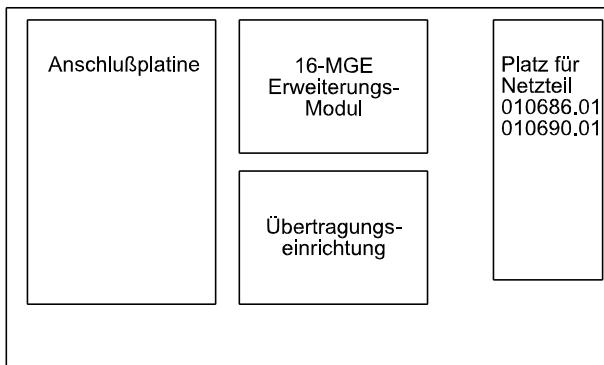 Anschlußplatine
16-MGE
Erweiterungs-
Modul
Platz für
Netzteil
010686.01
010690.01
Übertragungs-
einrichtung